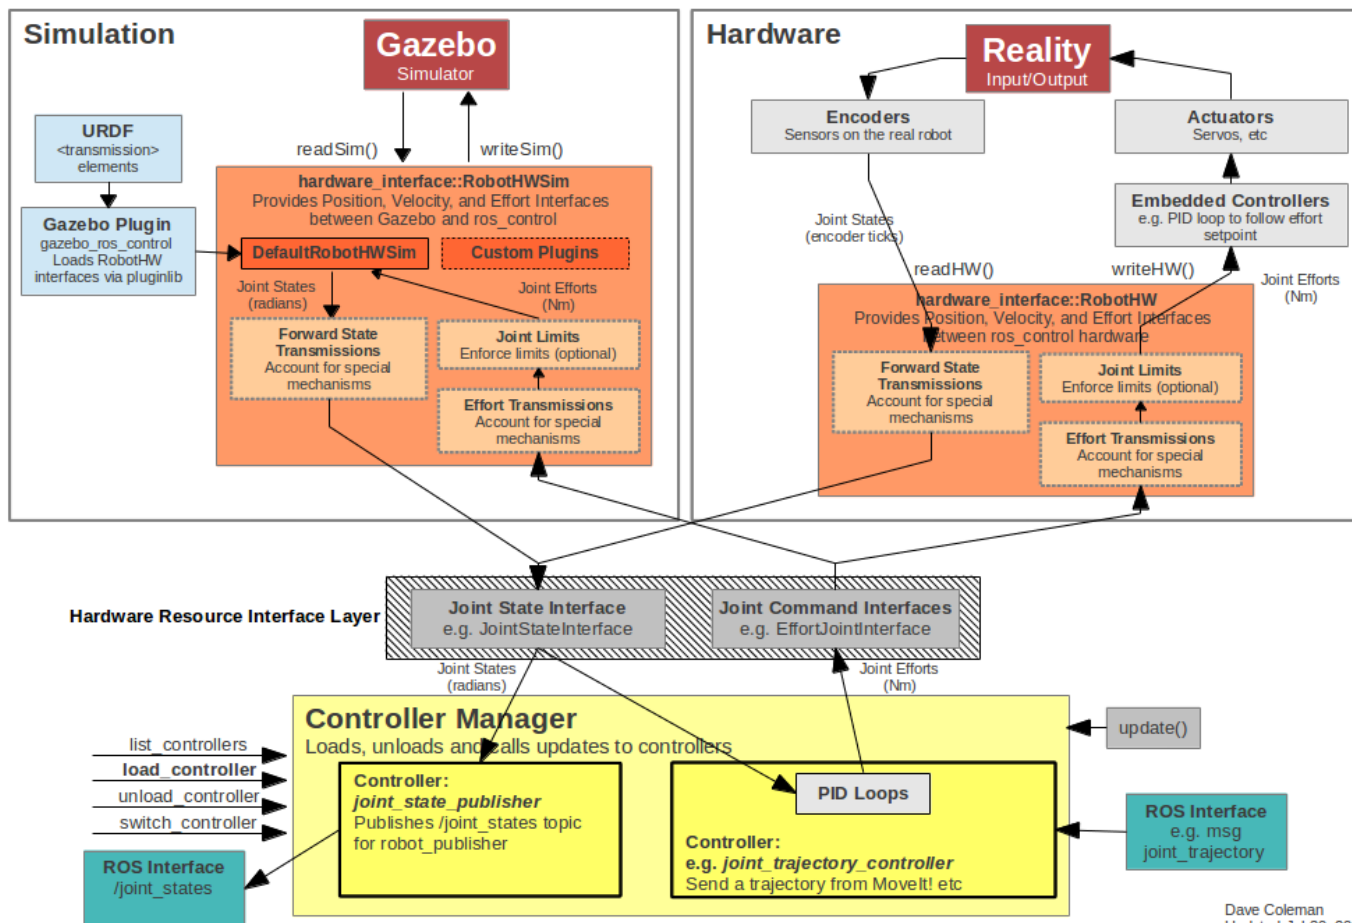 Simulation
Gazebo
Simulator
URDF
<transmission>
elements
readSim()
writeSim()
hardware_interface::RobotHWSim
Provides Position, Velocity, and Effort Interfaces
between Gazebo and ros_control
Gazebo Plugin
gazebo_ros_control
Loads RobotHW
interfaces via pluginlib
DefaultRobotHWSim
Custom Plugins
Joint States
(radians)
Joint Efforts
(Nm)
Forward State
Transmissions
Account for special
mechanisms
Joint Limits
Enforce limits (optional)
Effort Transmissions
Account for special
mechanisms
Hardware
Reality
Input/Output
Encoders
Sensors on the real robot
Actuators
Servos, etc
Embedded Controllers
e.g. PID loop to follow effort
setpoint
Joint States
(encoder ticks)
readHW()
writeHW()
Joint Efforts
(Nm)
hardware_interface::RobotHW
Provides Position, Velocity, and Effort Interfaces
between ros_control hardware
Forward State
Transmissions
Account for special
mechanisms
Joint Limits
Enforce limits (optional)
Effort Transmissions
Account for special
mechanisms
Hardware Resource Interface Layer
Joint State Interface
e.g. JointStateInterface
Joint Command Interfaces
e.g. EffortJointInterface
Joint States
(radians)
Joint Efforts
(Nm)
Controller Manager
Loads, unloads and calls updates to controllers
update()
list_controllers
load_controller
unload_controller
switch_controller
Controller:
joint_state_publisher
Publishes /joint_states topic
for robot_publisher
PID Loops
Controller:
e.g. joint_trajectory_controller
Send a trajectory from MoveIt! etc
ROS Interface
e.g. msg
joint_trajectory
ROS Interface
/joint_states
Dave Coleman